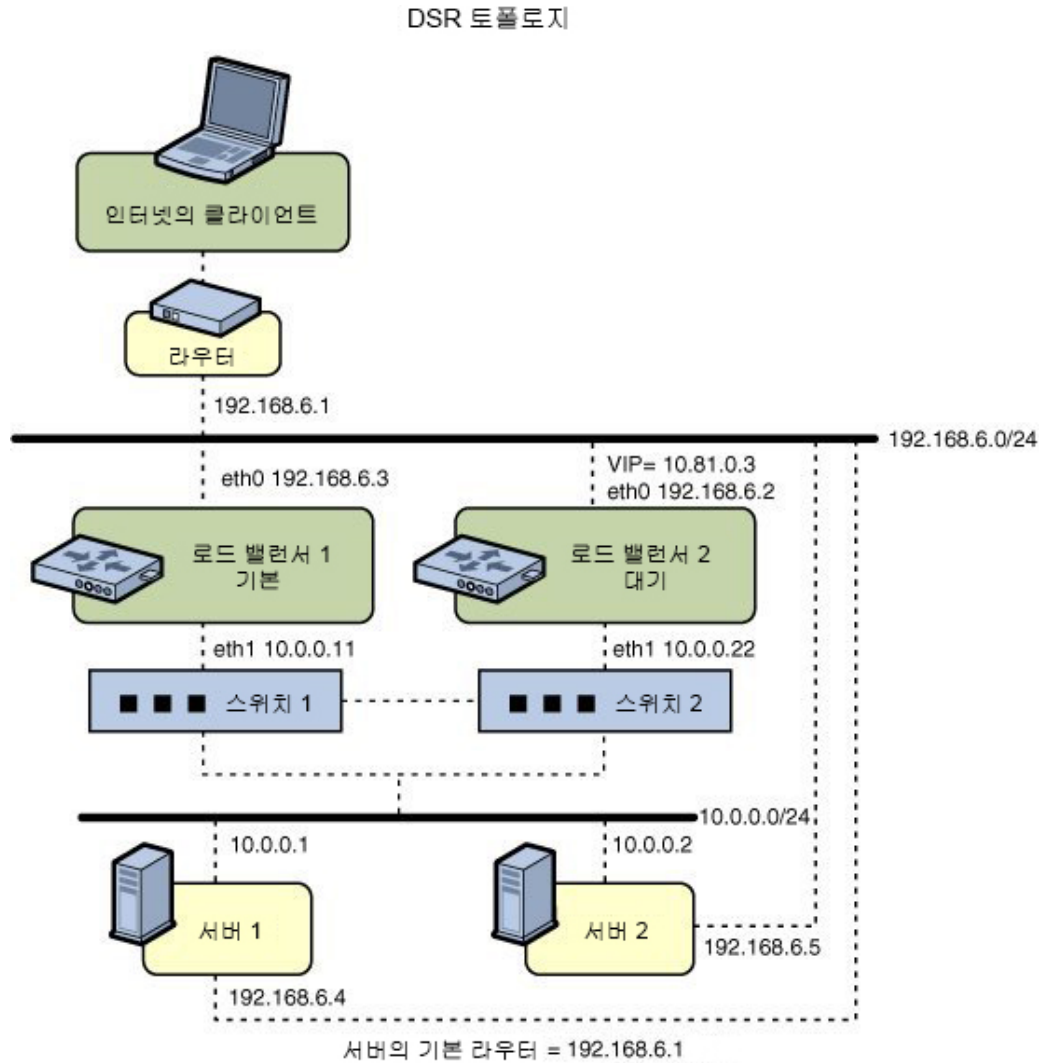 DSR 토폴로지
인터넷의 클라이언트
라우터
192.168.6.1
192.168.6.0/24
eth0 192.168.6.3
VIP= 10.81.0.3
eth0 192.168.6.2
로드 밸런서 1
기본
로드 밸런서 2
대기
eth1 10.0.0.11
eth1 10.0.0.22
스위치 1
스위치 2
10.0.0.0/24
10.0.0.1
10.0.0.2
서버 1
서버 2
192.168.6.5
192.168.6.4
서버의 기본 라우터 = 192.168.6.1